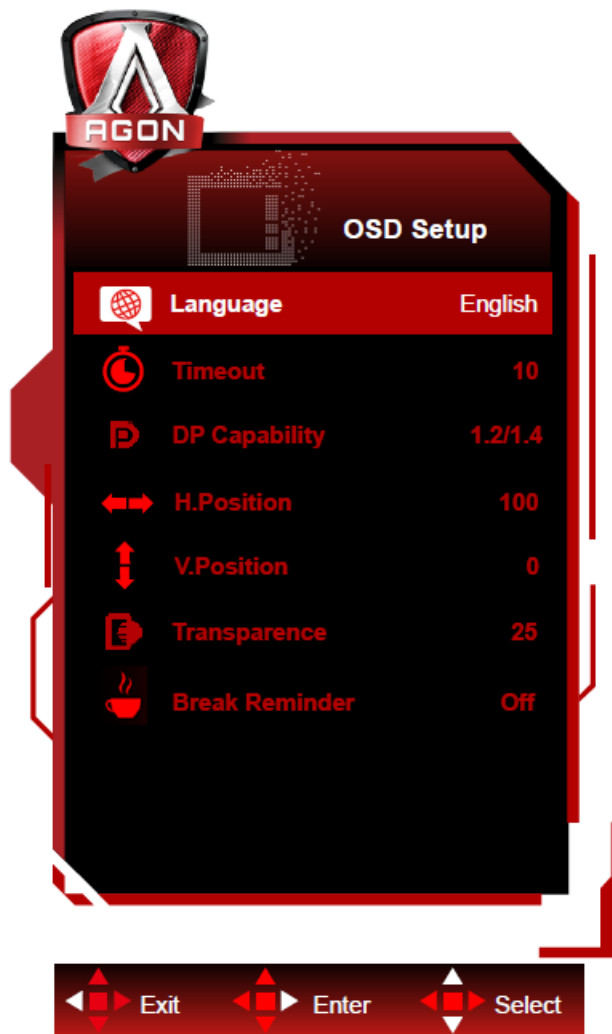 AGON
OSD Setup
Language English
Timeout 10
DP Capability 1.2/1.4
H.Position 100
V.Position 0
Transparence 25
Break Reminder Off
Exit Enter Select